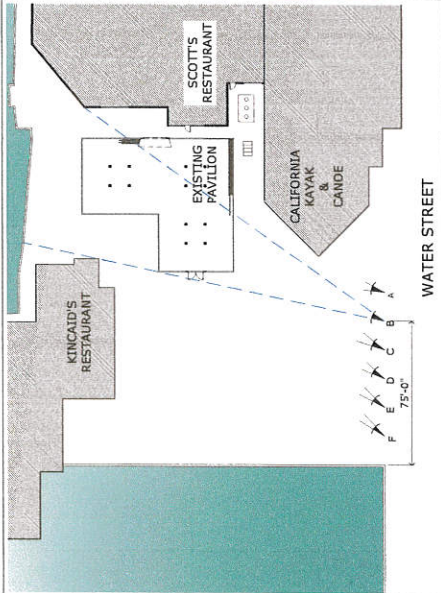 SCOTT'S
RESTAURANT
EXISTING
PAVILION
KINCAID'S
RESTAURANT
CALIFORNIA
KAYAK
&
CANOE
A
B
C
D
E
F
75'-0"
WATER STREET